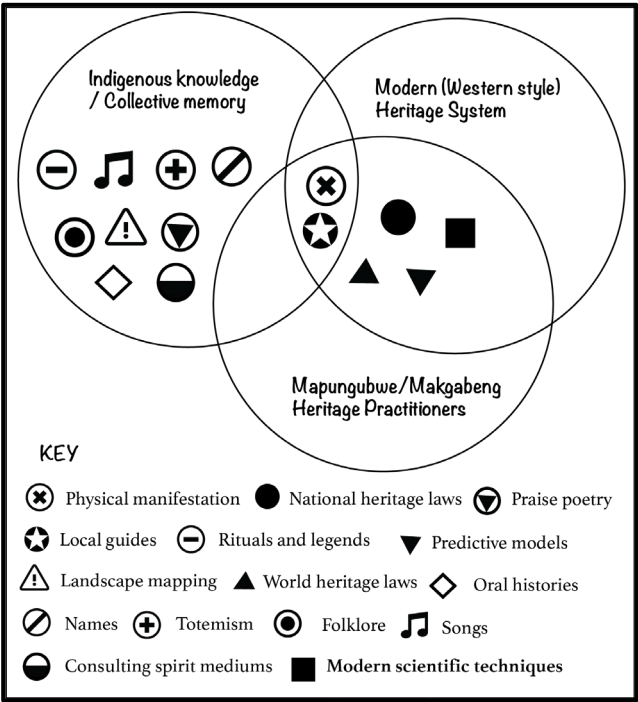 Indigenous knowledge
/ Collective memory
Modern (Western style)
Heritage System
Mapungubwe/Makgabeng
Heritage Practitioners
KEY
Physical manifestation National heritage laws Praise poetry
Local guides Rituals and legends Predictive models
Landscape mapping World heritage laws Oral histories
Names Totemism Folklore Songs
Consulting spirit mediums Modern scientific techniques